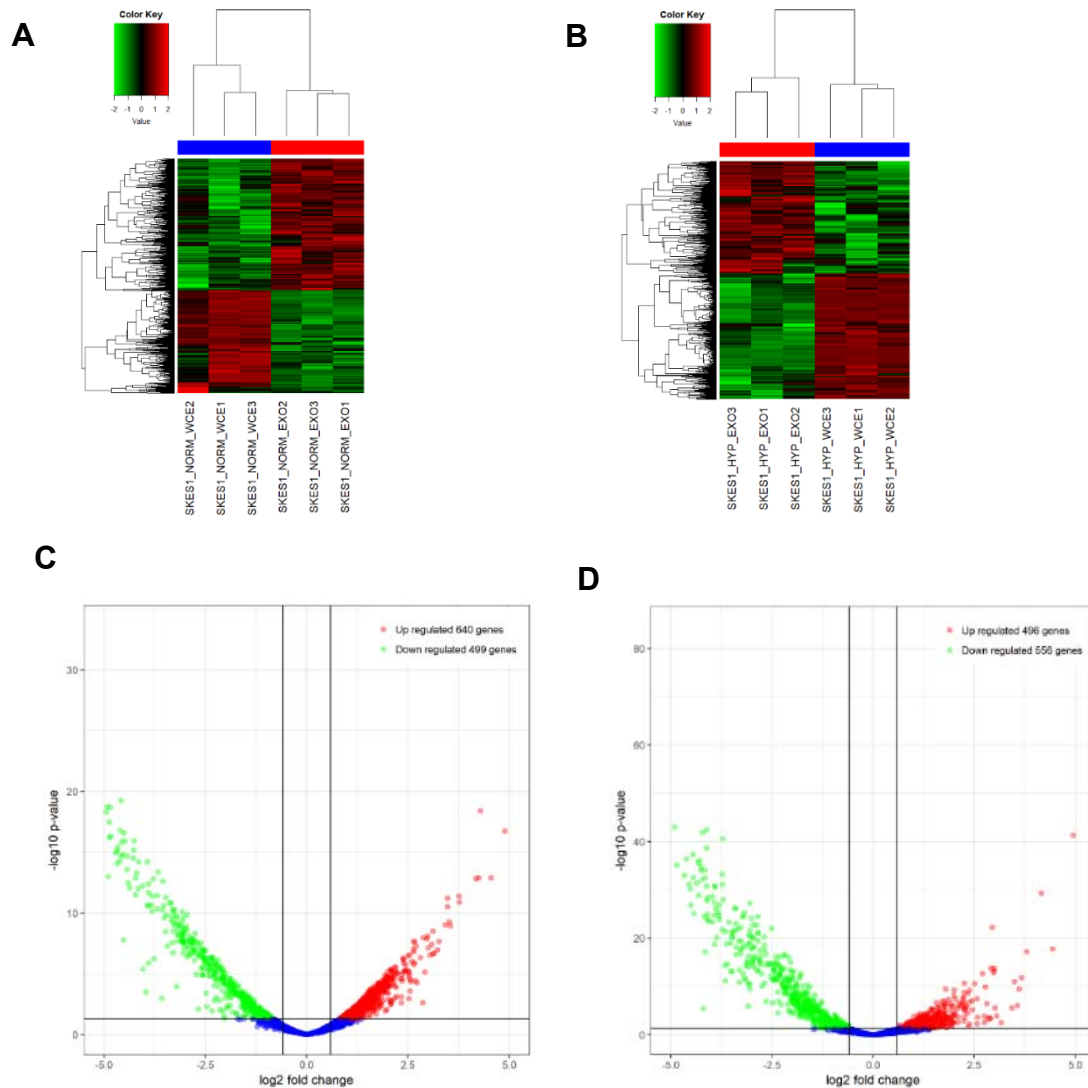 A
Color Key
-2 -1 0 1 2
Value
SKES1_NORM_WCE2
SKES1_NORM_WCE1
SKES1_NORM_WCE3
SKES1_NORM_EXO2
SKES1_NORM_EXO3
SKES1_NORM_EXO1
B
Color Key
-2 -1 0 1 2
Value
SKES1_HYP_EXO3
SKES1_HYP_EXO1
SKES1_HYP_EXO2
SKES1_HYP_WCE3
SKES1_HYP_WCE1
SKES1_HYP_WCE2
C
Up regulated 640 genes
Down regulated 499 genes
30
20
10
0
-log10 p-value
-5.0 -2.5 0.0 2.5 5.0
log2 fold change
D
Up regulated 496 genes
Down regulated 556 genes
80
60
40
20
0
-log10 p-value
-5.0 -2.5 0.0 2.5 5.0
log2 fold change